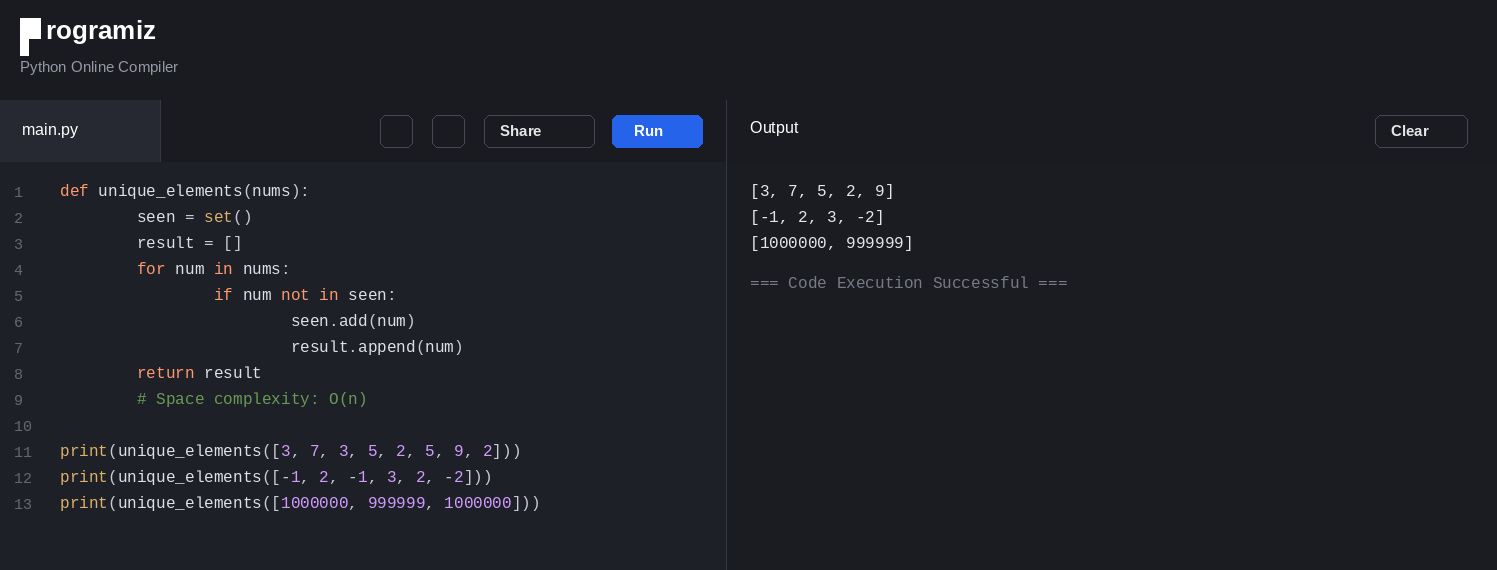 Programiz
Python Online Compiler
main.py
Share
Run
Output
Clear
1 def unique_elements(nums):
2         seen = set()
3         result = []
4         for num in nums:
5                 if num not in seen:
6                         seen.add(num)
7                         result.append(num)
8         return result
9         # Space complexity: O(n)
10
11 print(unique_elements([3, 7, 3, 5, 2, 5, 9, 2]))
12 print(unique_elements([-1, 2, -1, 3, 2, -2]))
13 print(unique_elements([1000000, 999999, 1000000]))
[3, 7, 5, 2, 9]
[-1, 2, 3, -2]
[1000000, 999999]
=== Code Execution Successful ===